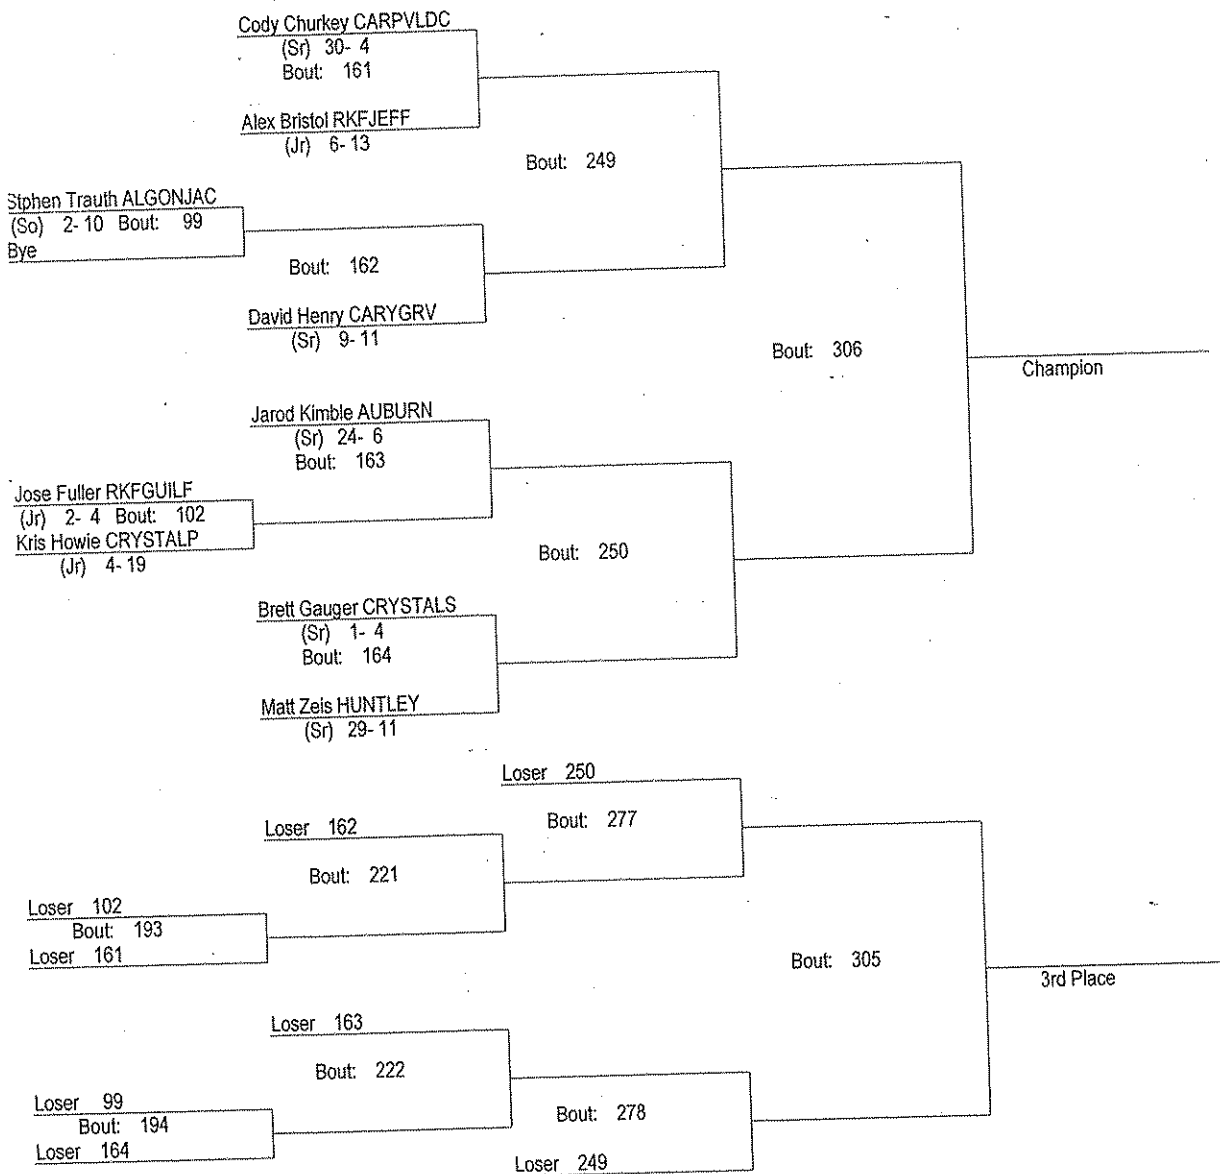 Cody Churkey CARPVLDC
(Sr) 30- 4
Bout: 161
Alex Bristol RKFJEFF
(Jr) 6- 13
Bout: 249
Stphen Trauth ALGONJAC
(So) 2- 10 Bout: 99
Bye
Bout: 162
David Henry CARYGRV
(Sr) 9- 11
Bout: 306
Champion
Jarod Kimble AUBURN
(Sr) 24- 6
Bout: 163
Jose Fuller RKFGUILF
(Jr) 2- 4 Bout: 102
Kris Howie CRYSTALP
(Jr) 4- 19
Bout: 250
Brett Gauger CRYSTALS
(Sr) 1- 4
Bout: 164
Matt Zeis HUNTLEY
(Sr) 29- 11
Loser 250
Bout: 277
Loser 162
Bout: 221
Loser 102
Bout: 193
Loser 161
Bout: 305
3rd Place
Loser 163
Bout: 222
Loser 99
Bout: 194
Loser 164
Bout: 278
Loser 249